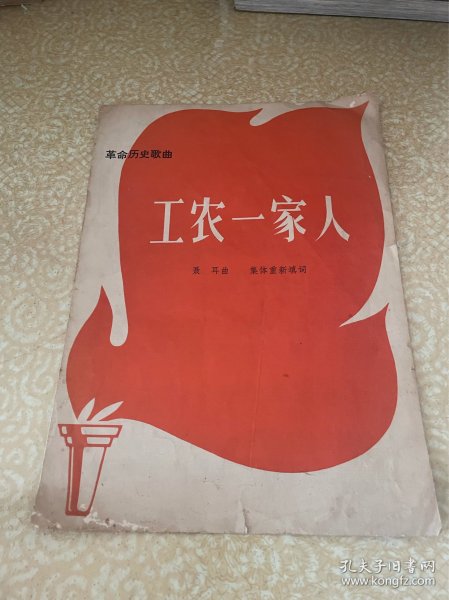 革命历史歌曲
工农一家人
聂 耳曲 集体重新填词
孔夫子旧书网
www.kongfz.com